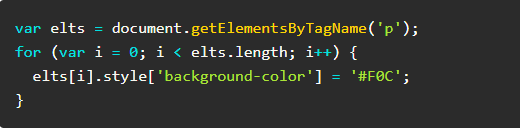 var elts = document.getElementsByTagName('p');
for (var i = 0; i < elts.length; i++) {
  elts[i].style['background-color'] = '#F0C';
}